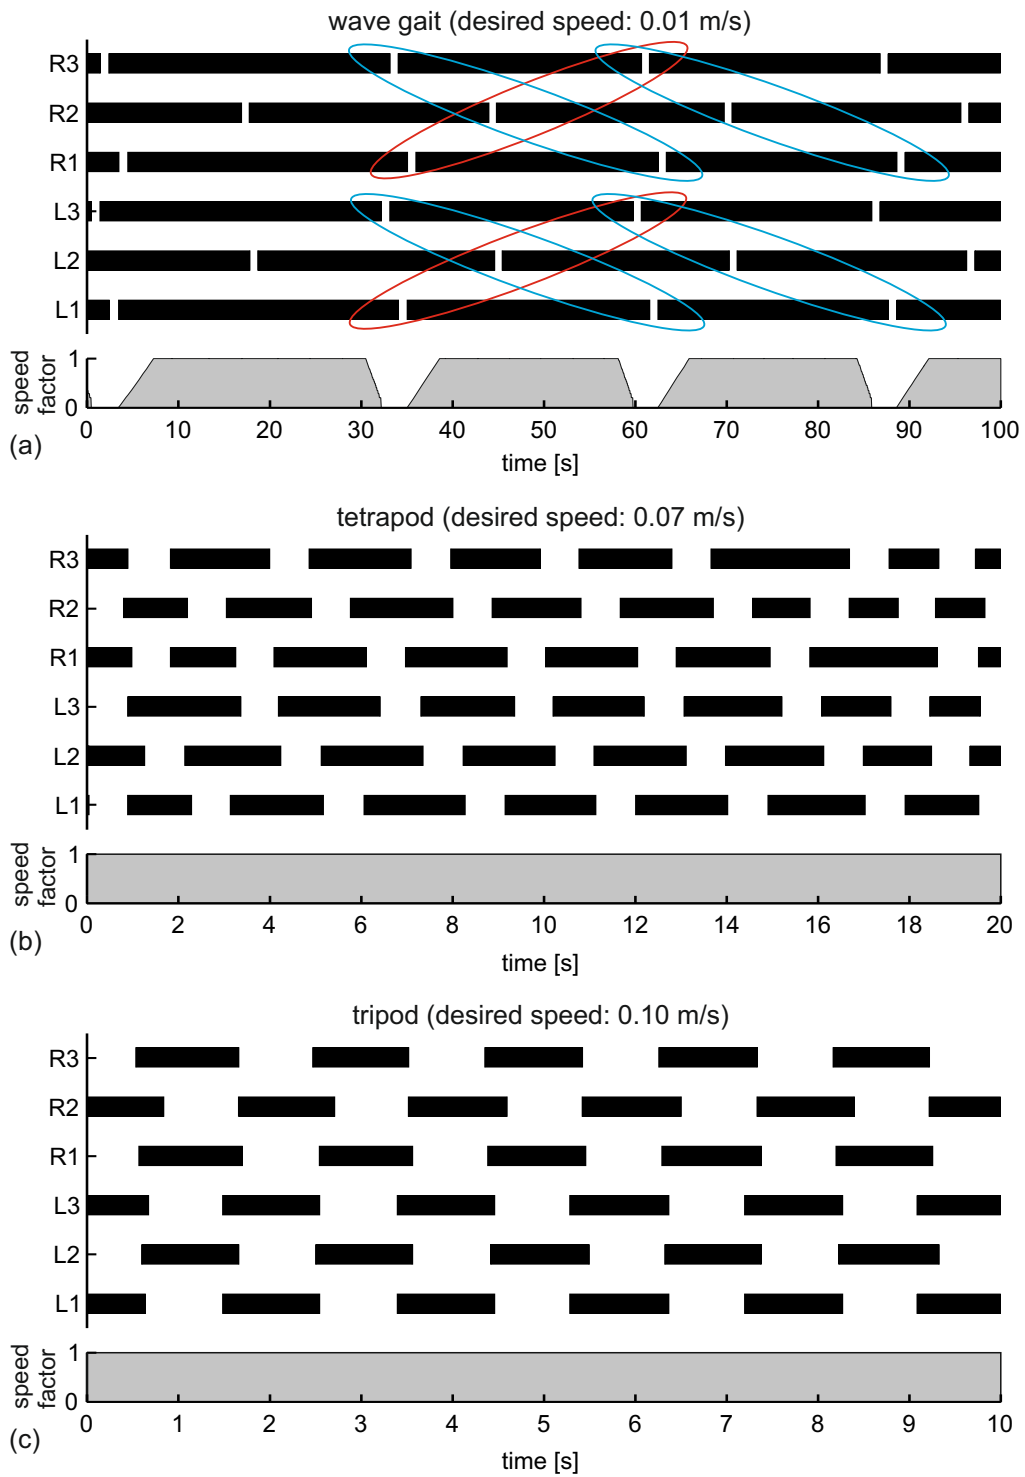 wave gait (desired speed: 0.01 m/s)
R3
R2
R1
L3
L2
L1
speed factor
1
0
0 10 20 30 40 50 60 70 80 90 100
(a)
time [s]
tetrapod (desired speed: 0.07 m/s)
R3
R2
R1
L3
L2
L1
speed factor
1
0
0 2 4 6 8 10 12 14 16 18 20
(b)
time [s]
tripod (desired speed: 0.10 m/s)
R3
R2
R1
L3
L2
L1
speed factor
1
0
0 1 2 3 4 5 6 7 8 9 10
(c)
time [s]